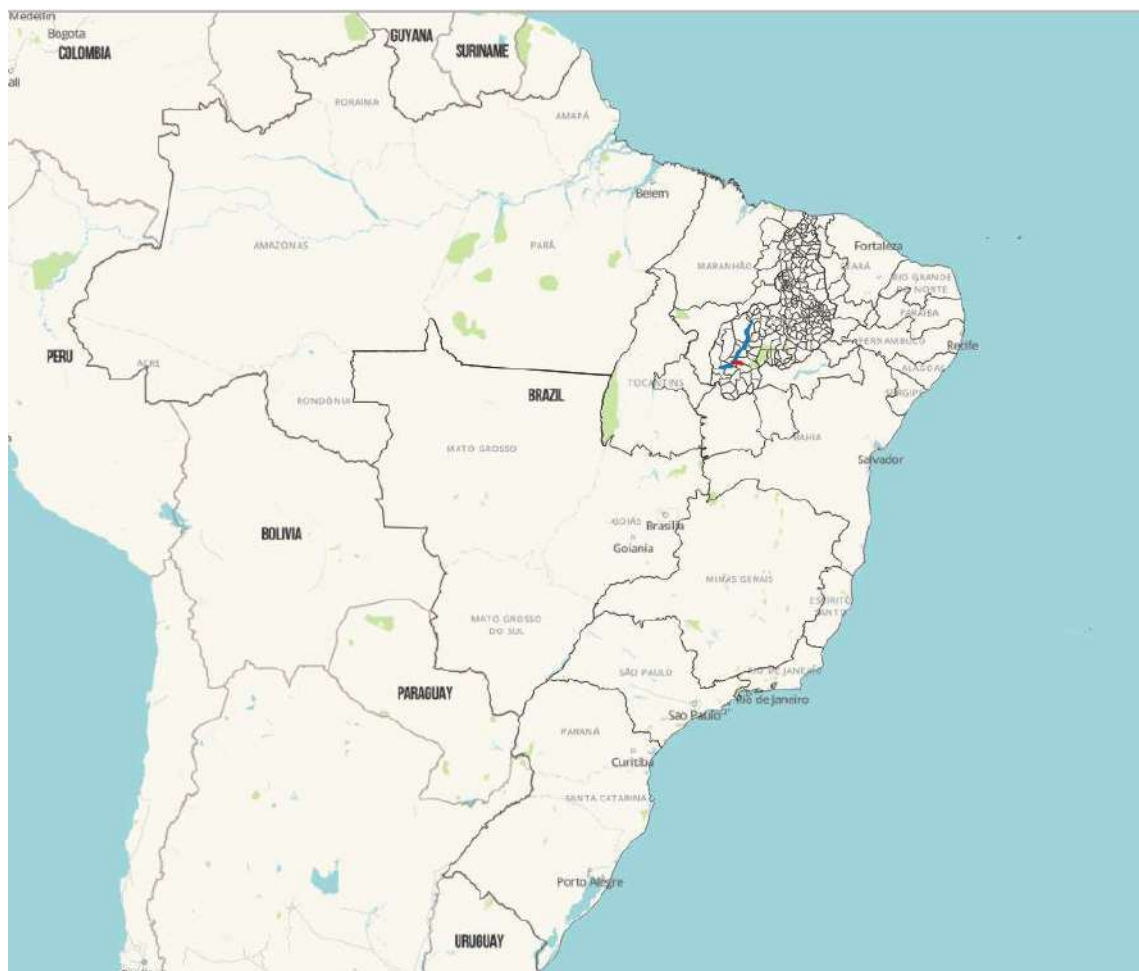 Medellin
Bogota
COLOMBIA
ali
GUYANA
SURINAME
RORAIMA
AMAPÁ
Belem
AMAZONAS
PARÁ
MARANHÃO
Fortaleza
CEARÁ
RIO GRANDE
DO NORTE
PARAÍBA
PERNAMBUCO
Recife
ALAGOAS
SERGIPE
PERU
ACRE
RONDÔNIA
TOCANTINS
BRAZIL
BAHIA
MATO GROSSO
Salvador
BOLIVIA
GOIÁS
Brasilia
Goiania
MINAS GERAIS
ESPÍRITO
SANTO
MATO GROSSO
DO SUL
SÃO PAULO
RIO DE JANEIRO
PARAGUAY
Rio de Janeiro
Sao Paulo
PARANÁ
Curitiba
SANTA CATARINA
Porto Alegre
URUGUAY